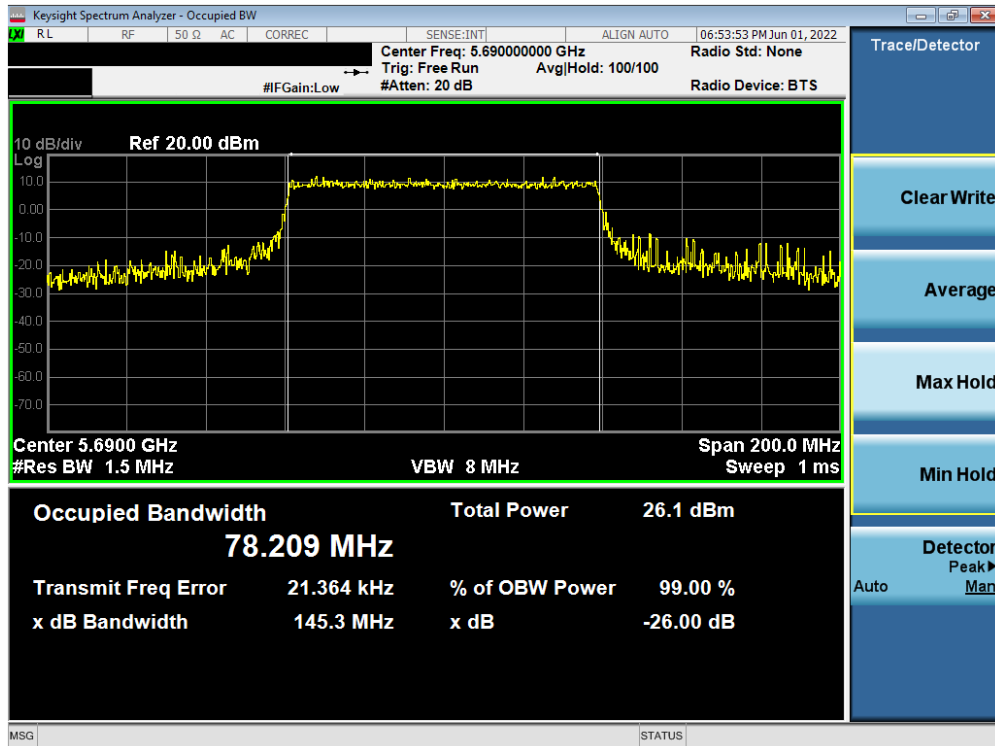 Keysight Spectrum Analyzer - Occupied BW
LXI RL RF 50 Ω AC CORREC SENSE:INT ALIGN AUTO 06:53:53 PM Jun 01, 2022
Center Freq: 5.690000000 GHz Radio Std: None
Trig: Free Run Avg|Hold: 100/100
#IFGain:Low #Atten: 20 dB Radio Device: BTS
Trace/Detector
10 dB/div Ref 20.00 dBm
Log
10.0
0.00
-10.0
-20.0
-30.0
-40.0
-50.0
-60.0
-70.0
Center 5.6900 GHz Span 200.0 MHz
#Res BW 1.5 MHz VBW 8 MHz Sweep 1 ms
Occupied Bandwidth Total Power 26.1 dBm
78.209 MHz
Transmit Freq Error 21.364 kHz % of OBW Power 99.00 %
x dB Bandwidth 145.3 MHz x dB -26.00 dB
Clear Write
Average
Max Hold
Min Hold
Detector
Peak▶
Auto Man
MSG STATUS